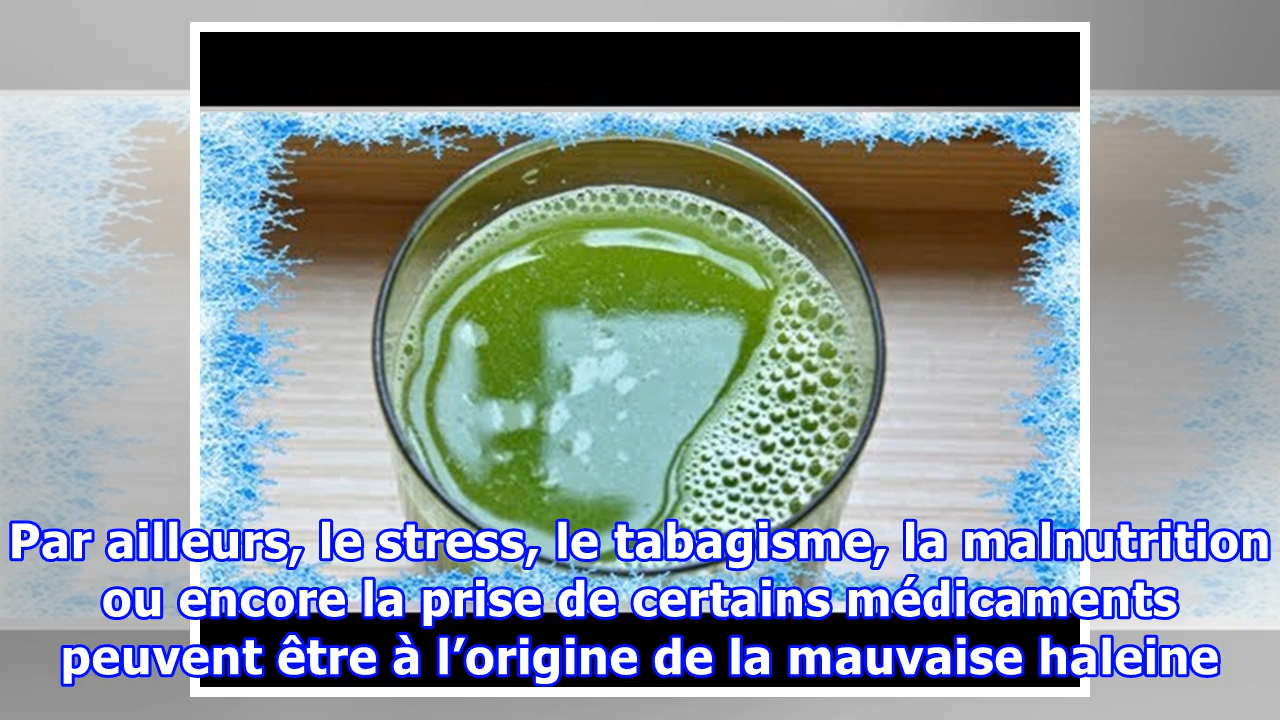 Par ailleurs, le stress, le tabagisme, la malnutrition
ou encore la prise de certains médicaments
peuvent être à l’origine de la mauvaise haleine